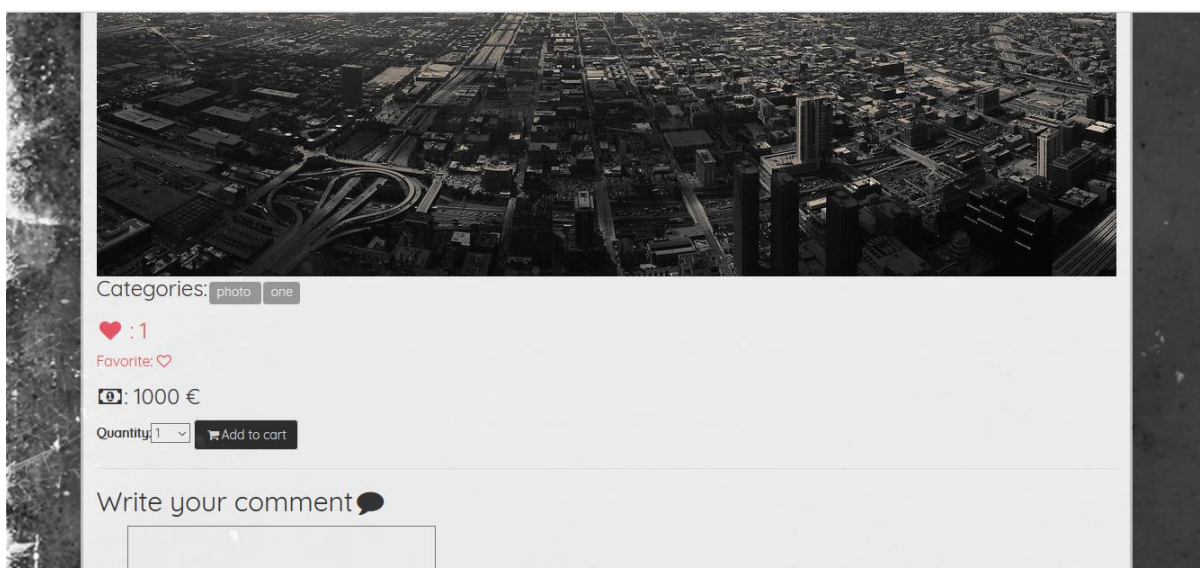 Categories: photo one
: 1
Favorite:
: 1000 €
Quantity: 1 Add to cart
Write your comment